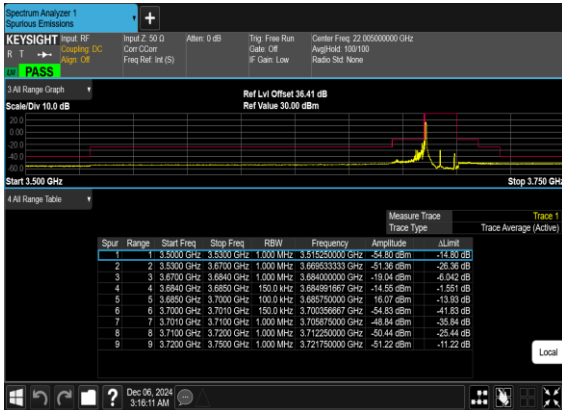 Spectrum Analyzer 1
Spurious Emissions
+
KEYSIGHT Input: RF Input Z: 50 Ω Atten: 0 dB Trig: Free Run Center Freq: 22.005000000 GHz
R T Coupling: DC Corr CCorr Gate: Off Avg|Hold: 100/100
Align: Off Freq Ref: Int (S) IF Gain: Low Radio Std: None
PASS
3 All Range Graph
Ref Lvl Offset 36.41 dB
Scale/Div 10.0 dB Ref Value 30.00 dBm
20.0
0.00
-20.0
-40.0
-60.0
Start 3.500 GHz Stop 3.750 GHz
4 All Range Table
Measure Trace Trace 1
Trace Type Trace Average (Active)
Spur Range Start Freq Stop Freq RBW Frequency Amplitude ΔLimit
1 1 3.5000 GHz 3.5300 GHz 1.000 MHz 3.515250000 GHz -54.80 dBm -14.80 dB
2 2 3.5300 GHz 3.6700 GHz 1.000 MHz 3.669533333 GHz -51.36 dBm -26.36 dB
3 3 3.6700 GHz 3.6840 GHz 1.000 MHz 3.684000000 GHz -19.04 dBm -6.042 dB
4 4 3.6840 GHz 3.6850 GHz 150.0 kHz 3.684991667 GHz -14.55 dBm -1.551 dB
5 5 3.6850 GHz 3.7000 GHz 100.0 kHz 3.685750000 GHz 16.07 dBm -13.93 dB
6 6 3.7000 GHz 3.7010 GHz 150.0 kHz 3.700356667 GHz -54.83 dBm -41.83 dB
7 7 3.7010 GHz 3.7100 GHz 1.000 MHz 3.705875000 GHz -48.84 dBm -35.84 dB
8 8 3.7100 GHz 3.7200 GHz 1.000 MHz 3.712250000 GHz -50.44 dBm -25.44 dB
9 9 3.7200 GHz 3.7500 GHz 1.000 MHz 3.721750000 GHz -51.22 dBm -11.22 dB
Local
? Dec 06, 2024
3:16:11 AM